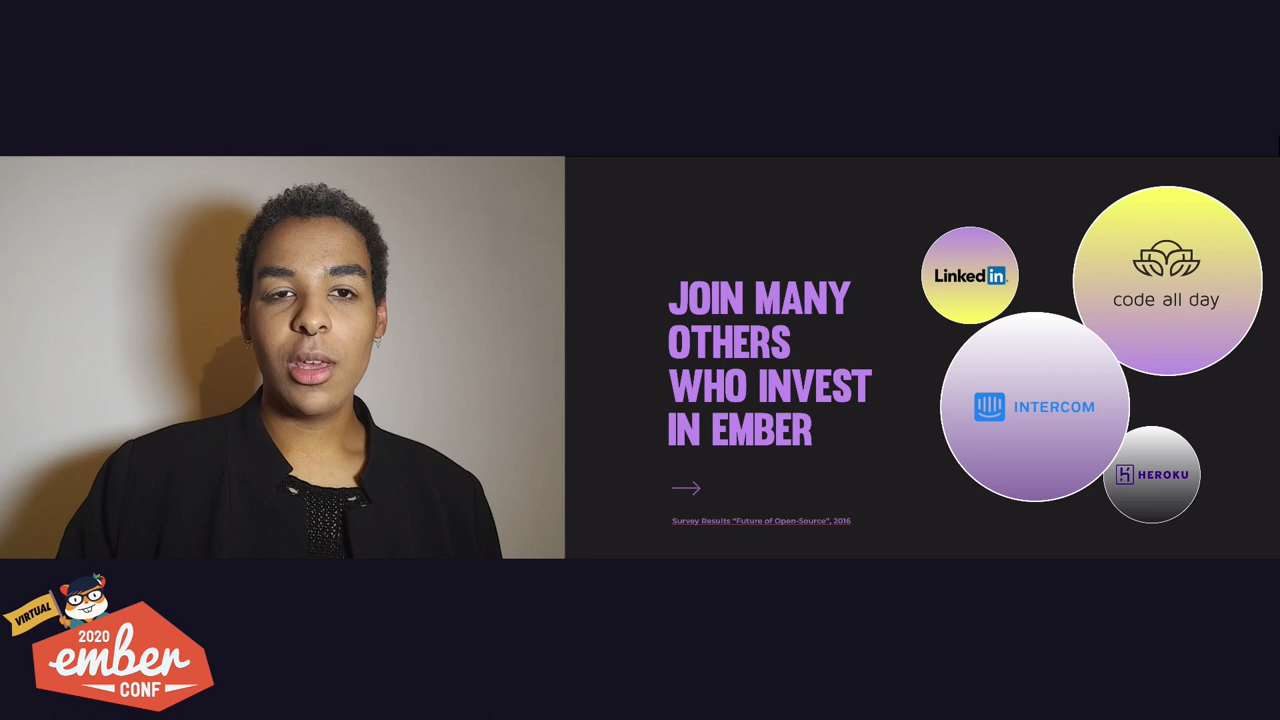 JOIN MANY
OTHERS
WHO INVEST
IN EMBER
Survey Results "Future of Open-Source", 2016
Linked in
code all day
INTERCOM
HEROKU
VIRTUAL
2020
ember
CONF